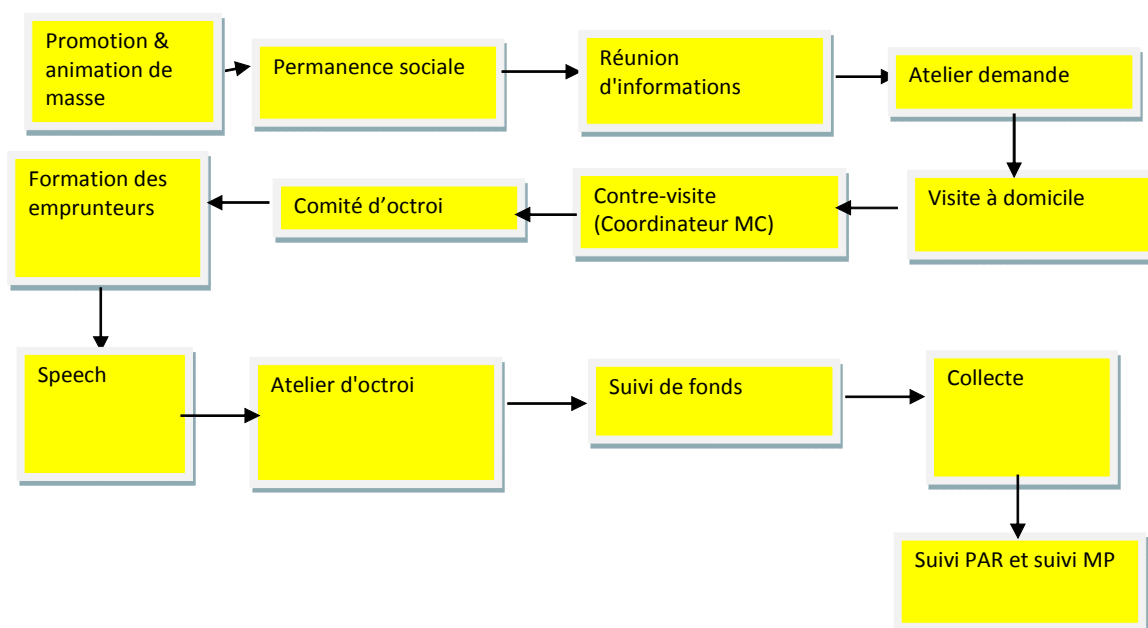 Promotion &
animation de
masse
Permanence sociale
Réunion
d'informations
Atelier demande
Visite à domicile
Contre-visite
(Coordinateur MC)
Comité d’octroi
Formation des
emprunteurs
Speech
Atelier d'octroi
Suivi de fonds
Collecte
Suivi PAR et suivi MP